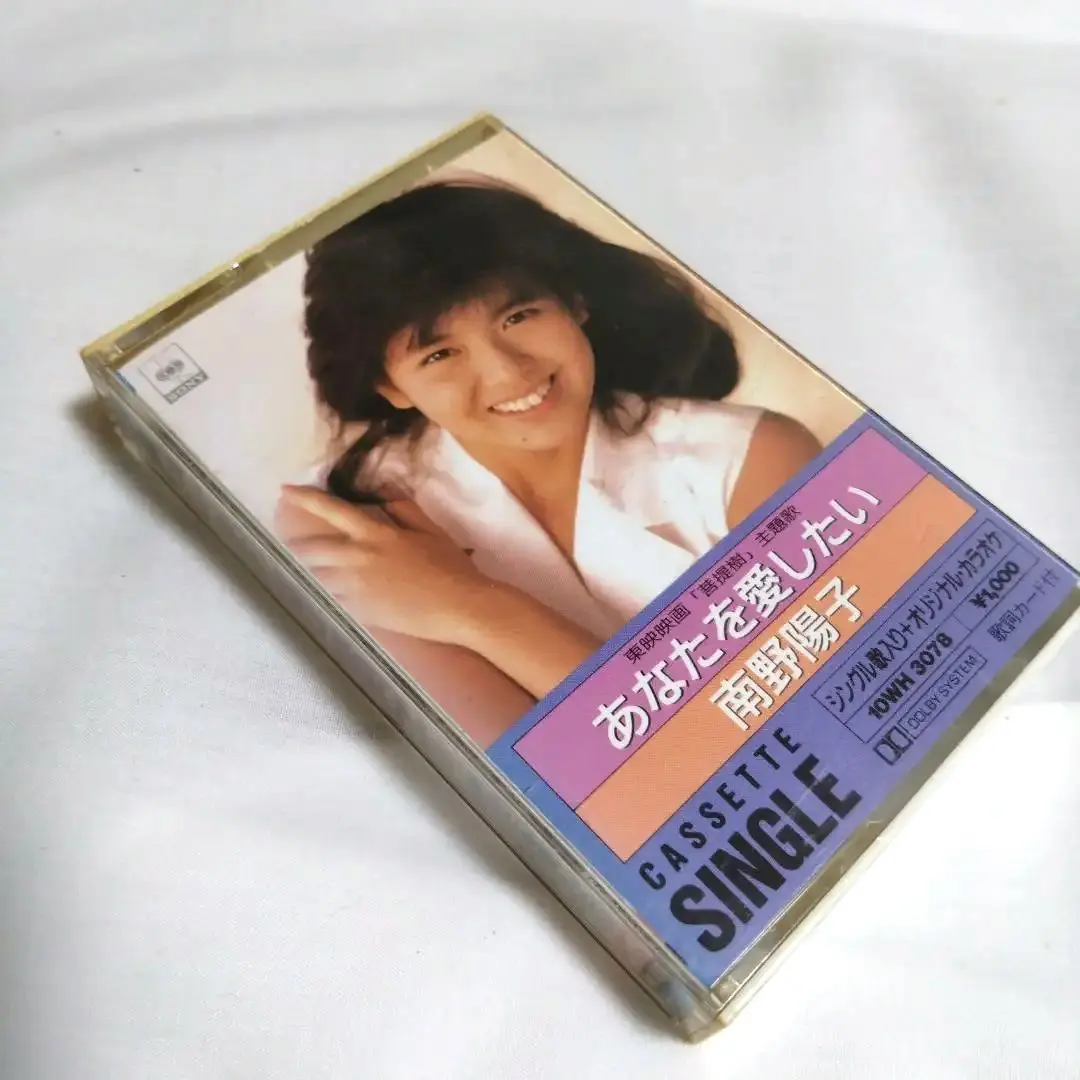 SONY
東映映画「菩提樹」主題歌
あなたを愛したい
南野陽子
シングル(歌入り)+オリジナル・カラオケ
10WH 3078
¥1,000
DOLBY SYSTEM
歌詞カード付
CASSETTE
SINGLE